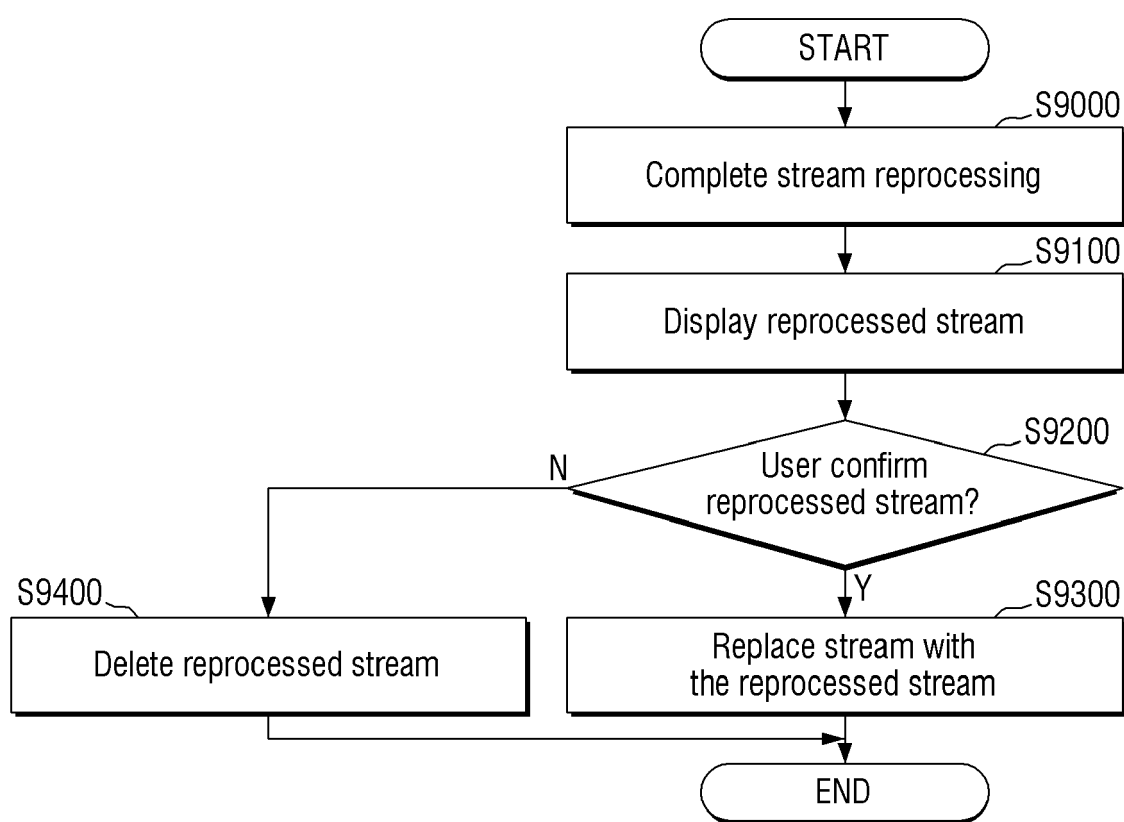 START
S9000
Complete stream reprocessing
S9100
Display reprocessed stream
S9200
User confirm
reprocessed stream?
N
Y
S9400
Delete reprocessed stream
S9300
Replace stream with
the reprocessed stream
END